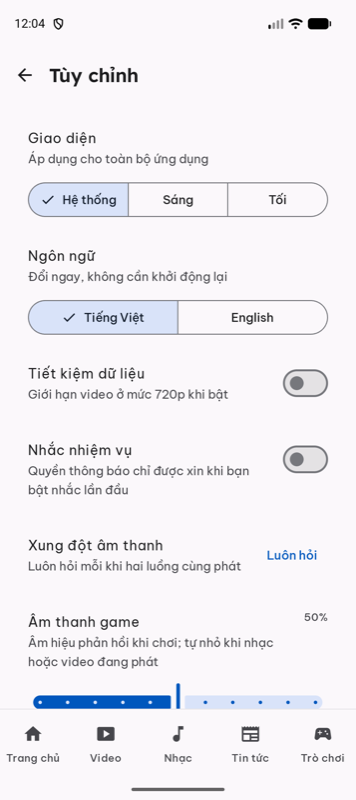 12:04
Tùy chỉnh
Giao diện
Áp dụng cho toàn bộ ứng dụng
Hệ thống
Sáng
Tối
Ngôn ngữ
Đổi ngay, không cần khởi động lại
Tiếng Việt
English
Tiết kiệm dữ liệu
Giới hạn video ở mức 720p khi bật
Nhắc nhiệm vụ
Quyền thông báo chỉ được xin khi bạn
bật nhắc lần đầu
Xung đột âm thanh
Luôn hỏi mỗi khi hai luồng cùng phát
Luôn hỏi
Âm thanh game
50%
Âm hiệu phản hồi khi chơi; tự nhỏ khi nhạc
hoặc video đang phát
Trang chủ
Video
Nhạc
Tin tức
Trò chơi